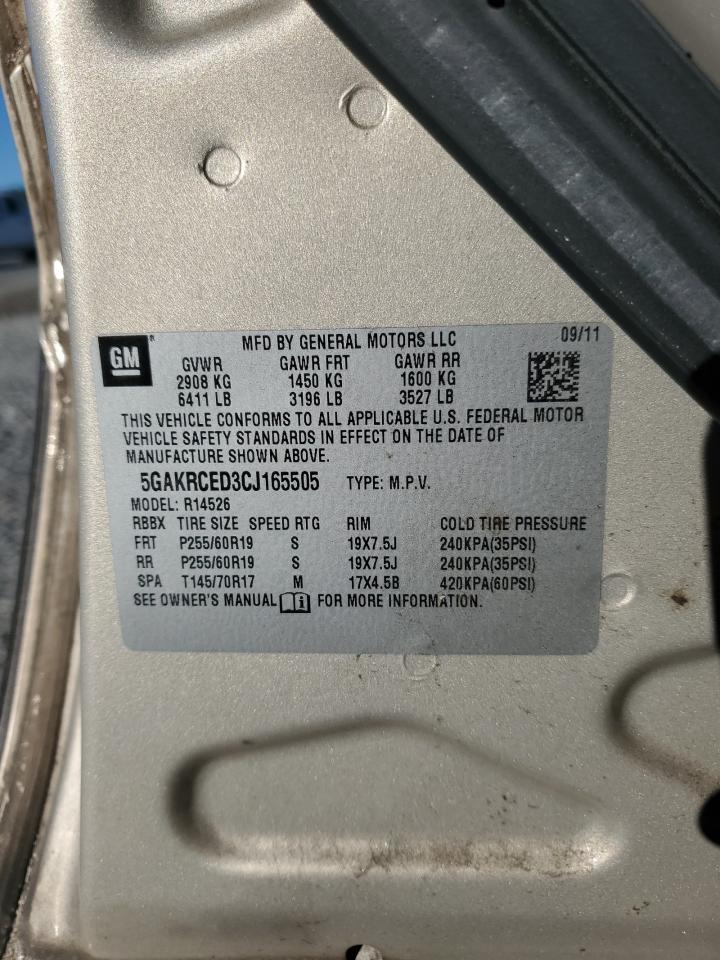 GM
MFD BY GENERAL MOTORS LLC 09/11
GVWR GAWR FRT GAWR RR
2908 KG 1450 KG 1600 KG
6411 LB 3196 LB 3527 LB
THIS VEHICLE CONFORMS TO ALL APPLICABLE U.S. FEDERAL MOTOR
VEHICLE SAFETY STANDARDS IN EFFECT ON THE DATE OF
MANUFACTURE SHOWN ABOVE.
5GAKRCED3CJ165505 TYPE: M.P.V.
MODEL: R14526
RBBX TIRE SIZE SPEED RTG RIM COLD TIRE PRESSURE
FRT P255/60R19 S 19X7.5J 240KPA(35PSI)
RR P255/60R19 S 19X7.5J 240KPA(35PSI)
SPA T145/70R17 M 17X4.5B 420KPA(60PSI)
SEE OWNER'S MANUAL i FOR MORE INFORMATION.